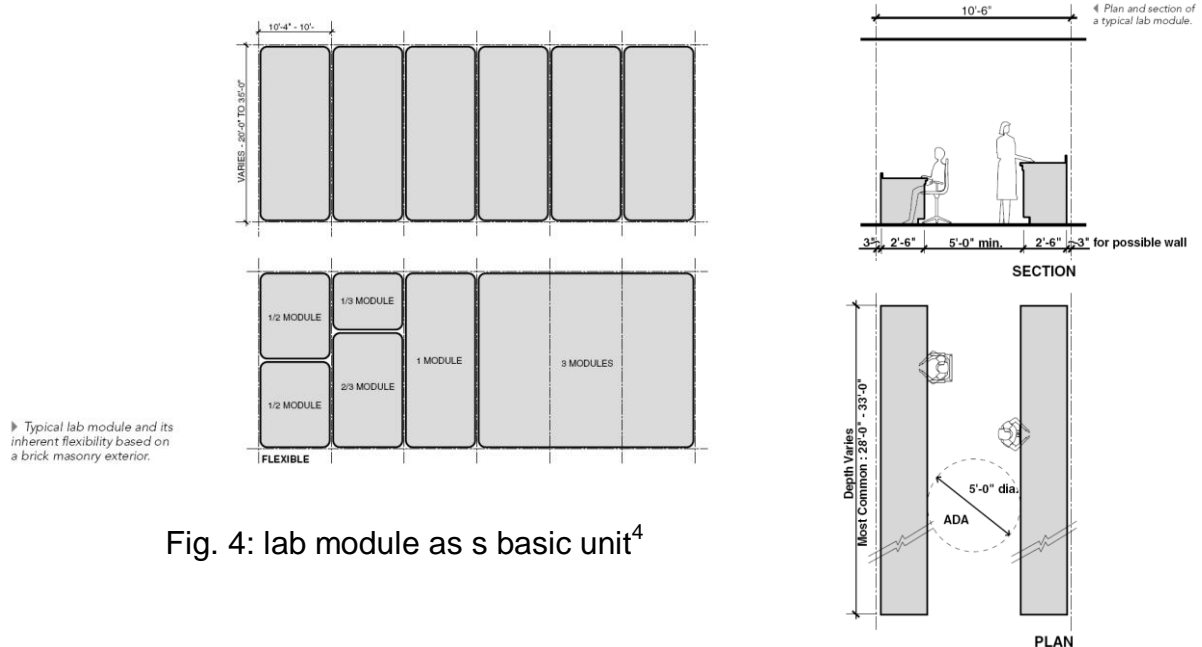 10'-4" - 10'-
VARIES - 20'-0" TO 35'-0"
1/2 MODULE
1/2 MODULE
1/3 MODULE
2/3 MODULE
1 MODULE
3 MODULES
FLEXIBLE
Typical lab module and its
inherent flexibility based on
a brick masonry exterior.
Fig. 4: lab module as s basic unit4
10'-6"
Plan and section of
a typical lab module.
3" 2'-6" 5'-0" min. 2'-6" 3" for possible wall
SECTION
Depth Varies
Most Common : 28'-0" - 33'-0"
5'-0" dia.
ADA
PLAN